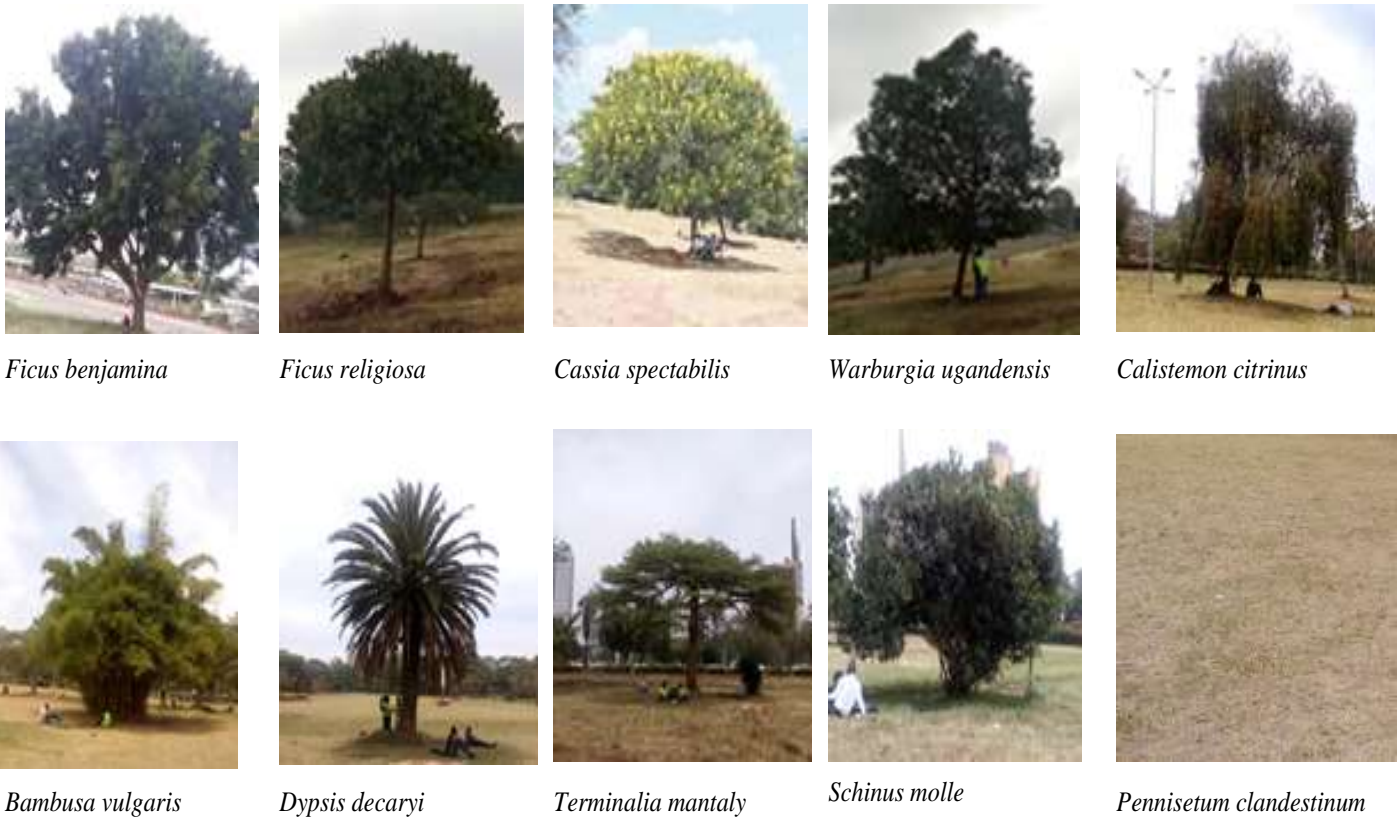 Ficus benjamina
Ficus religiosa
Cassia spectabilis
Warburgia ugandensis
Calistemon citrinus
Bambusa vulgaris
Dypsis decaryi
Terminalia mantaly
Schinus molle
Pennisetum clandestinum